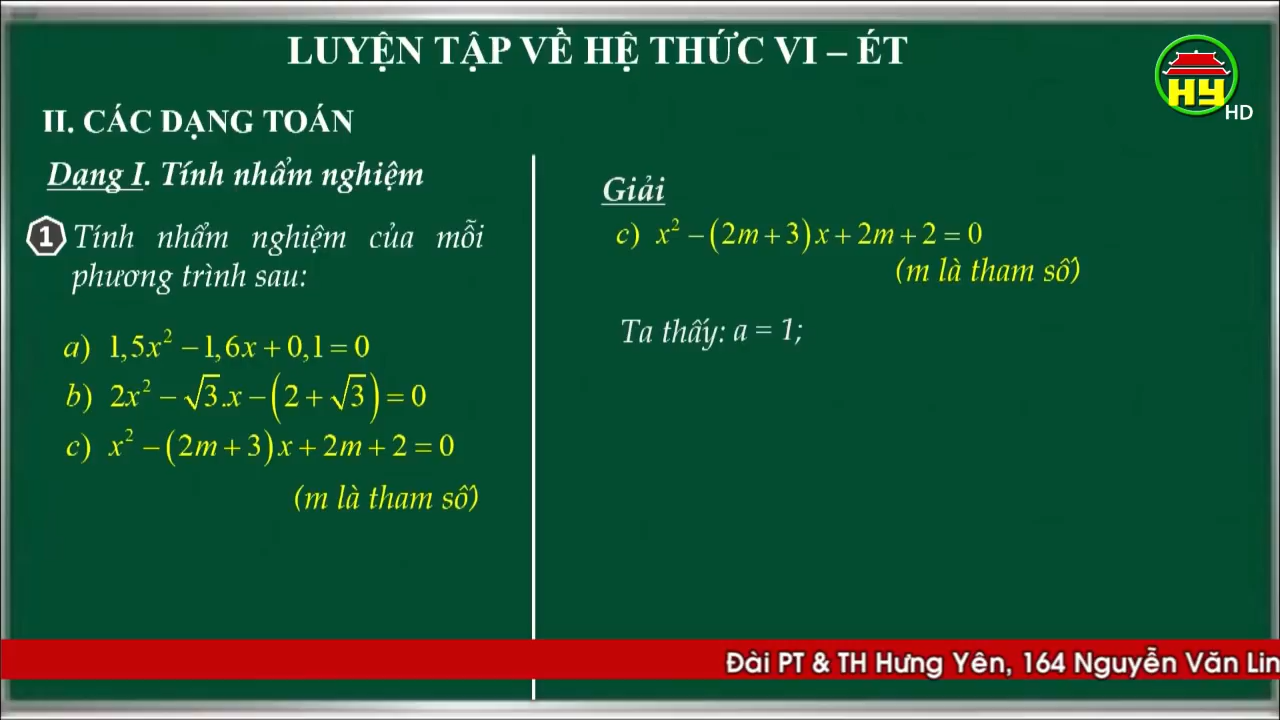 LUYỆN TẬP VỀ HỆ THỨC VI – ÉT
HY
HD
II. CÁC DẠNG TOÁN
Dạng I. Tính nhẩm nghiệm
1 Tính nhẩm nghiệm của mỗi
phương trình sau:
a) 1,5x² – 1,6x + 0,1 = 0
b) 2x² – √3.x – (2 + √3) = 0
c) x² – (2m + 3)x + 2m + 2 = 0
(m là tham số)
Giải
c) x² – (2m + 3)x + 2m + 2 = 0
(m là tham số)
Ta thấy: a = 1;
Đài PT & TH Hưng Yên, 164 Nguyễn Văn Lin